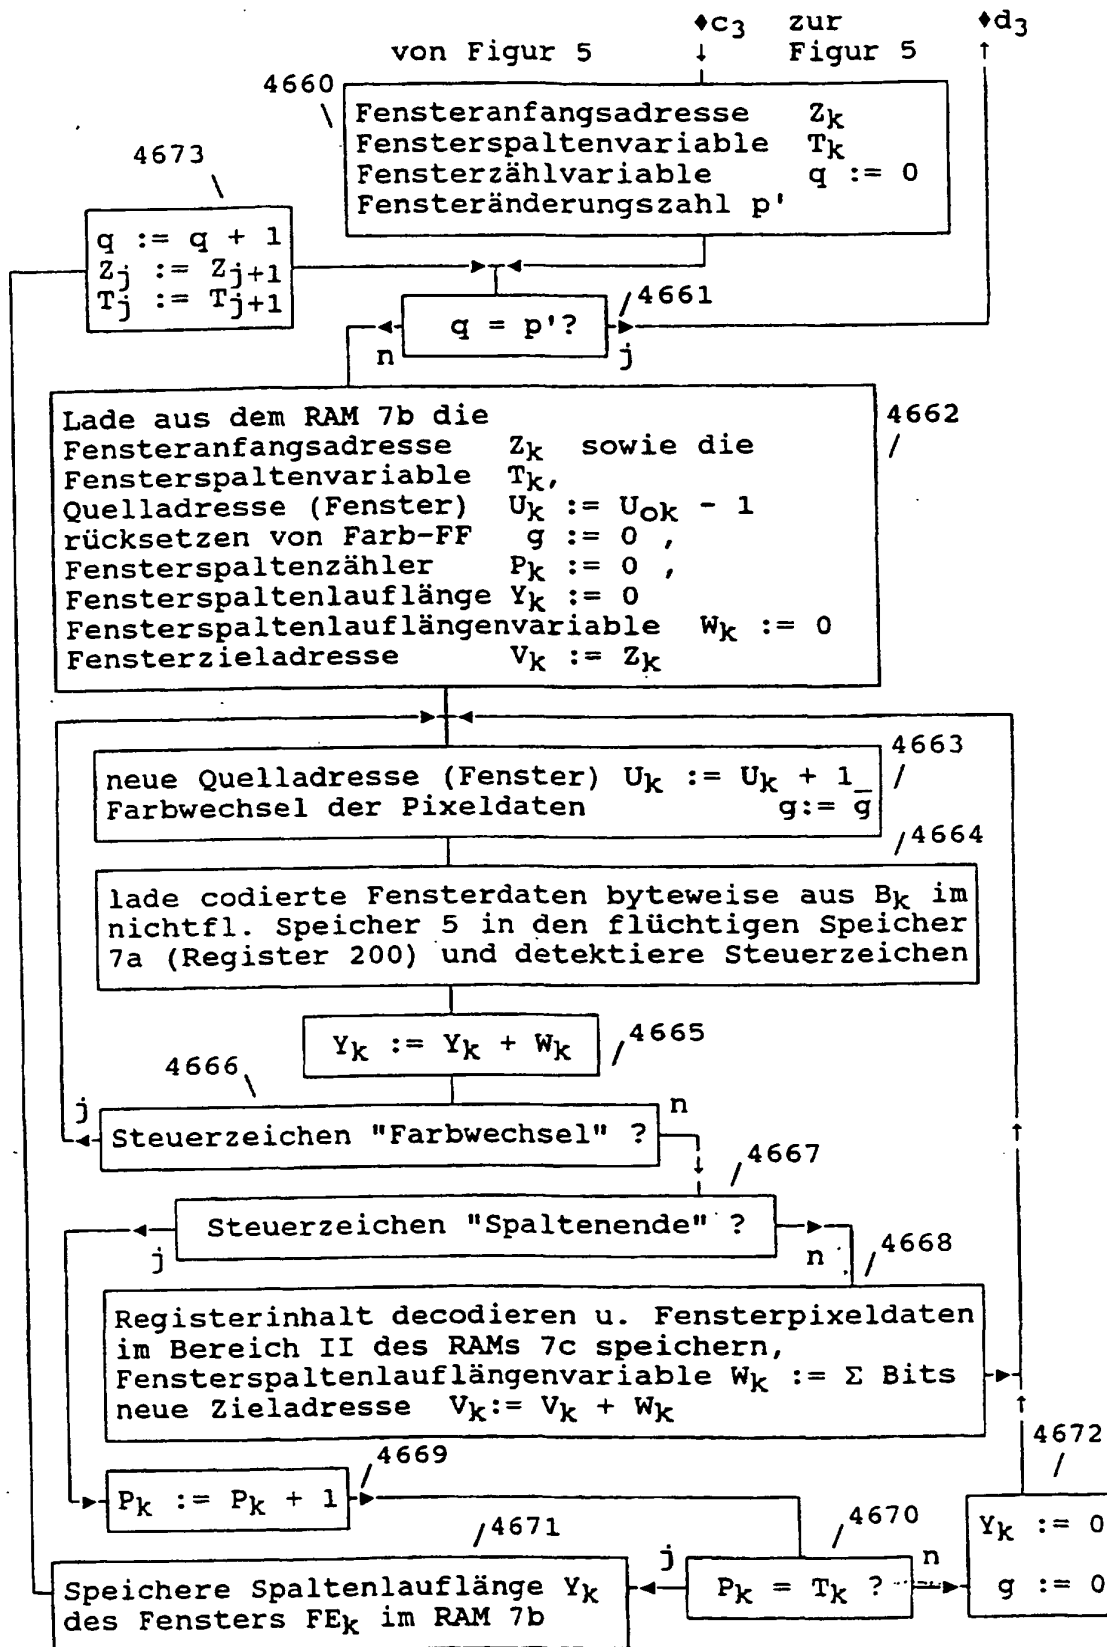 ♦c3 zur ♦d3
von Figur 5 ↓ Figur 5 ↑
4660
Fensteranfangsadresse Zk
Fensterspaltenvariable Tk
Fensterzählvariable q := 0
Fensteränderungszahl p'
4673
q := q + 1
Zj := Zj+1
Tj := Tj+1
4661
q = p'?
n j
4662
Lade aus dem RAM 7b die
Fensteranfangsadresse Zk sowie die
Fensterspaltenvariable Tk,
Quelladresse (Fenster) Uk := Uok - 1
rücksetzen von Farb-FF g := 0 ,
Fensterspaltenzähler Pk := 0 ,
Fensterspaltenlauflänge Yk := 0
Fensterspaltenlauflängenvariable Wk := 0
Fensterzieladresse Vk := Zk
4663
neue Quelladresse (Fenster) Uk := Uk + 1
Farbwechsel der Pixeldaten g:= g̅
4664
lade codierte Fensterdaten byteweise aus Bk im
nichtfl. Speicher 5 in den flüchtigen Speicher
7a (Register 200) und detektiere Steuerzeichen
Yk := Yk + Wk
4665
4666
j n
Steuerzeichen "Farbwechsel" ?
4667
Steuerzeichen "Spaltenende" ?
j n
4668
Registerinhalt decodieren u. Fensterpixeldaten
im Bereich II des RAMs 7c speichern,
Fensterspaltenlauflängenvariable Wk := Σ Bits
neue Zieladresse Vk:= Vk + Wk
4669
Pk := Pk + 1
4672
Yk := 0
g := 0
4670
j n
Pk = Tk ?
4671
Speichere Spaltenlauflänge Yk
des Fensters FEk im RAM 7b